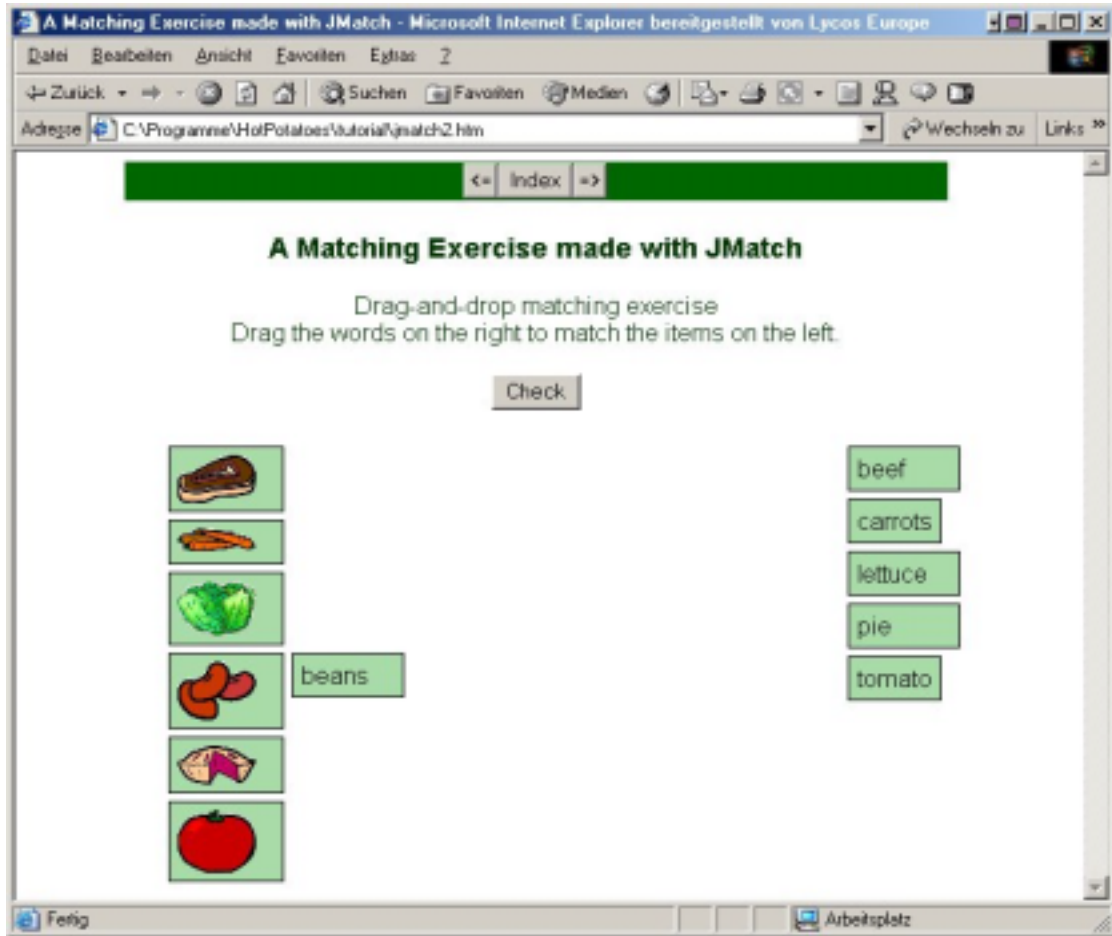 A Matching Exercise made with JMatch - Microsoft Internet Explorer bereitgestellt von Lycos Europe
Datei Bearbeiten Ansicht Favoriten Extras ?
Zurück Suchen Favoriten Medien
Adresse C:\Programme\HotPotatoes\tutorial\jmatch2.htm Wechseln zu Links »
<= Index =>
A Matching Exercise made with JMatch
Drag-and-drop matching exercise
Drag the words on the right to match the items on the left.
Check
beef
carrots
lettuce
pie
beans
tomato
Fertig Arbeitsplatz